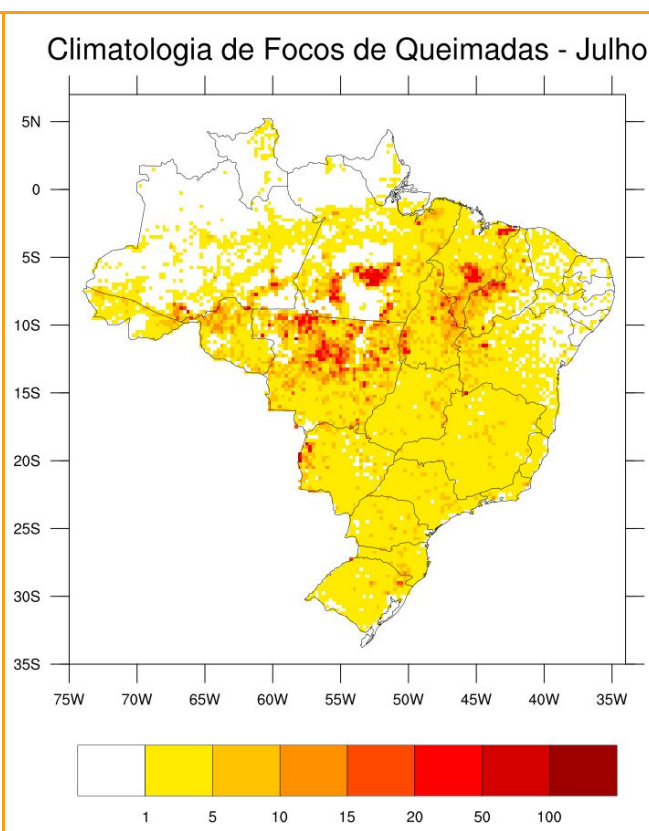 Climatologia de Focos de Queimadas - Julho
5N
0
5S
10S
15S
20S
25S
30S
35S
75W 70W 65W 60W 55W 50W 45W 40W 35W
1 5 10 15 20 50 100